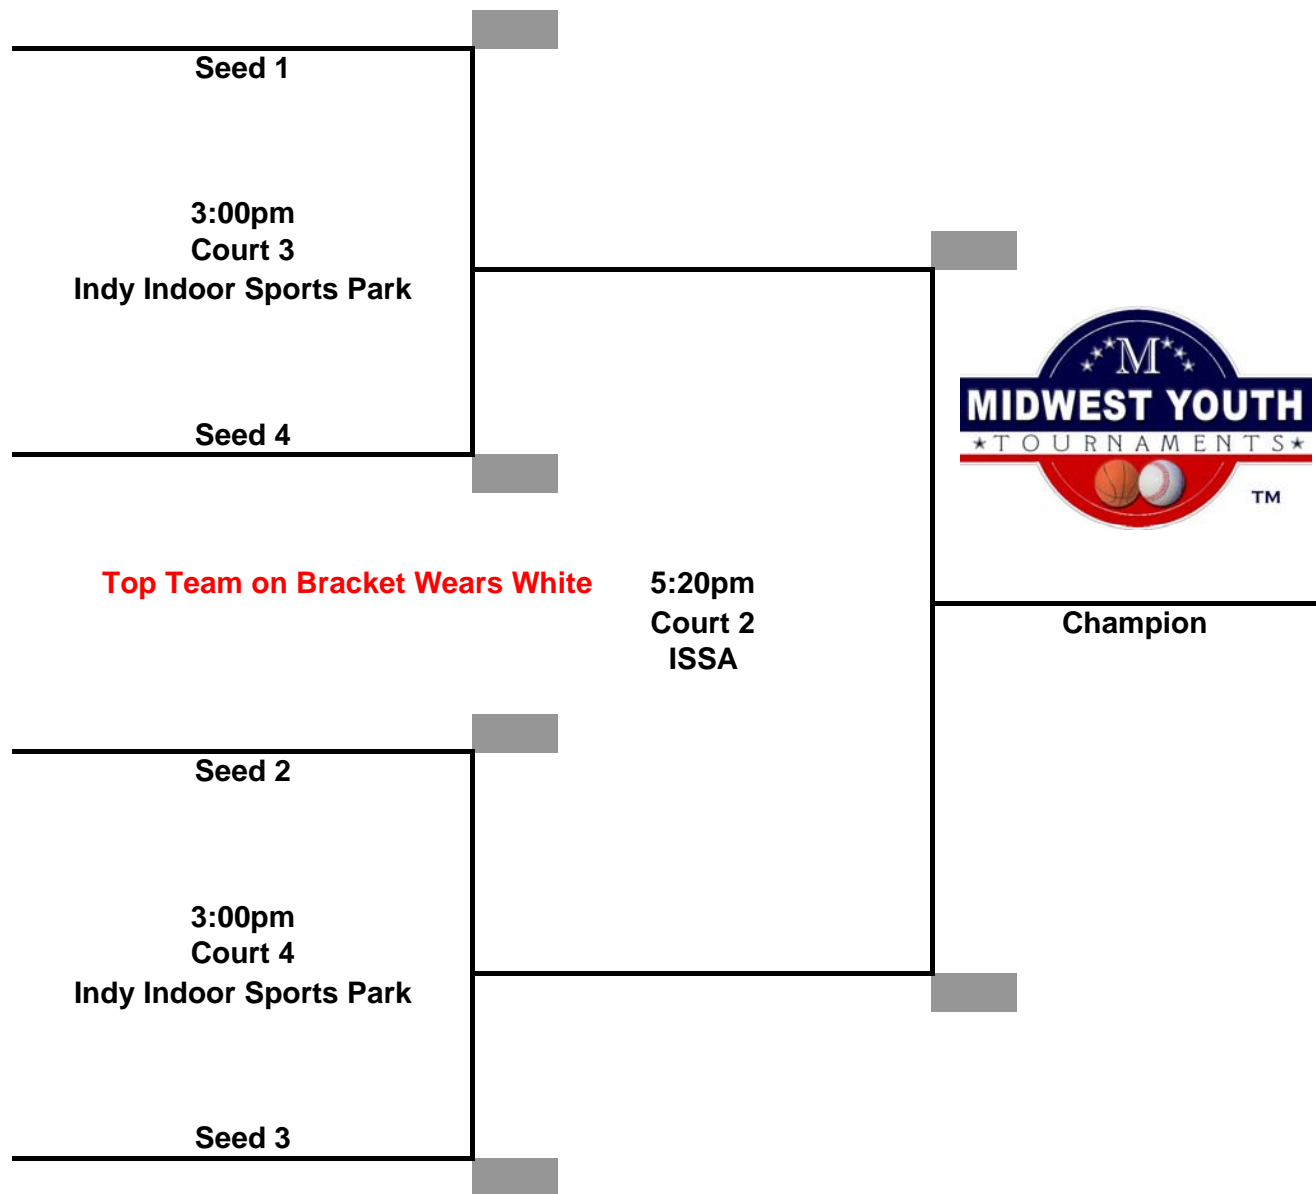 Seed 1
3:00pm
Court 3
Indy Indoor Sports Park
Seed 4
M
MIDWEST YOUTH
TOURNAMENTS
TM
Top Team on Bracket Wears White
5:20pm
Court 2
ISSA
Champion
Seed 2
3:00pm
Court 4
Indy Indoor Sports Park
Seed 3